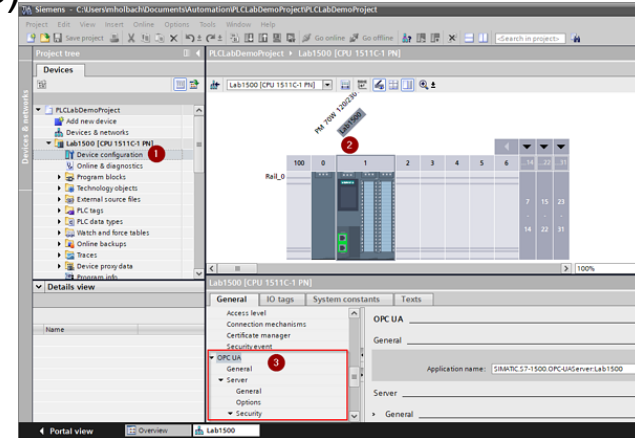 Siemens - C:\Users\mholbach\Documents\Automation\PLCLabDemoProject\PLCLabDemoProject
Project Edit View Insert Online Options Tools Window Help
Save project Go online Go offline <Search in project>
Project tree
PLCLabDemoProject Lab1500 [CPU 1511C-1 PN]
Devices
Lab1500 [CPU 1511C-1 PN]
Devices & networks
PLCLabDemoProject
Add new device
Devices & networks
Lab1500 [CPU 1511C-1 PN]
Device configuration
1
Online & diagnostics
Program blocks
Technology objects
External source files
PLC tags
PLC data types
Watch and force tables
Online backups
Traces
Device proxy data
Program info
PM 70W 120/230
Lab1500
2
100 0 1 2 3 4 5 6 ..14 ..22 ..31
Rail_0
7 15 23
- - -
14 22 31
100%
Details view
Name
Lab1500 [CPU 1511C-1 PN]
General IO tags System constants Texts
Access level
Connection mechanisms
Certificate manager
Security event
OPC UA
3
General
Server
General
Options
Security
OPC UA
General
Application name: SIMATIC.S7-1500.OPC-UAServer.Lab1500
Server
General
Portal view Overview Lab1500